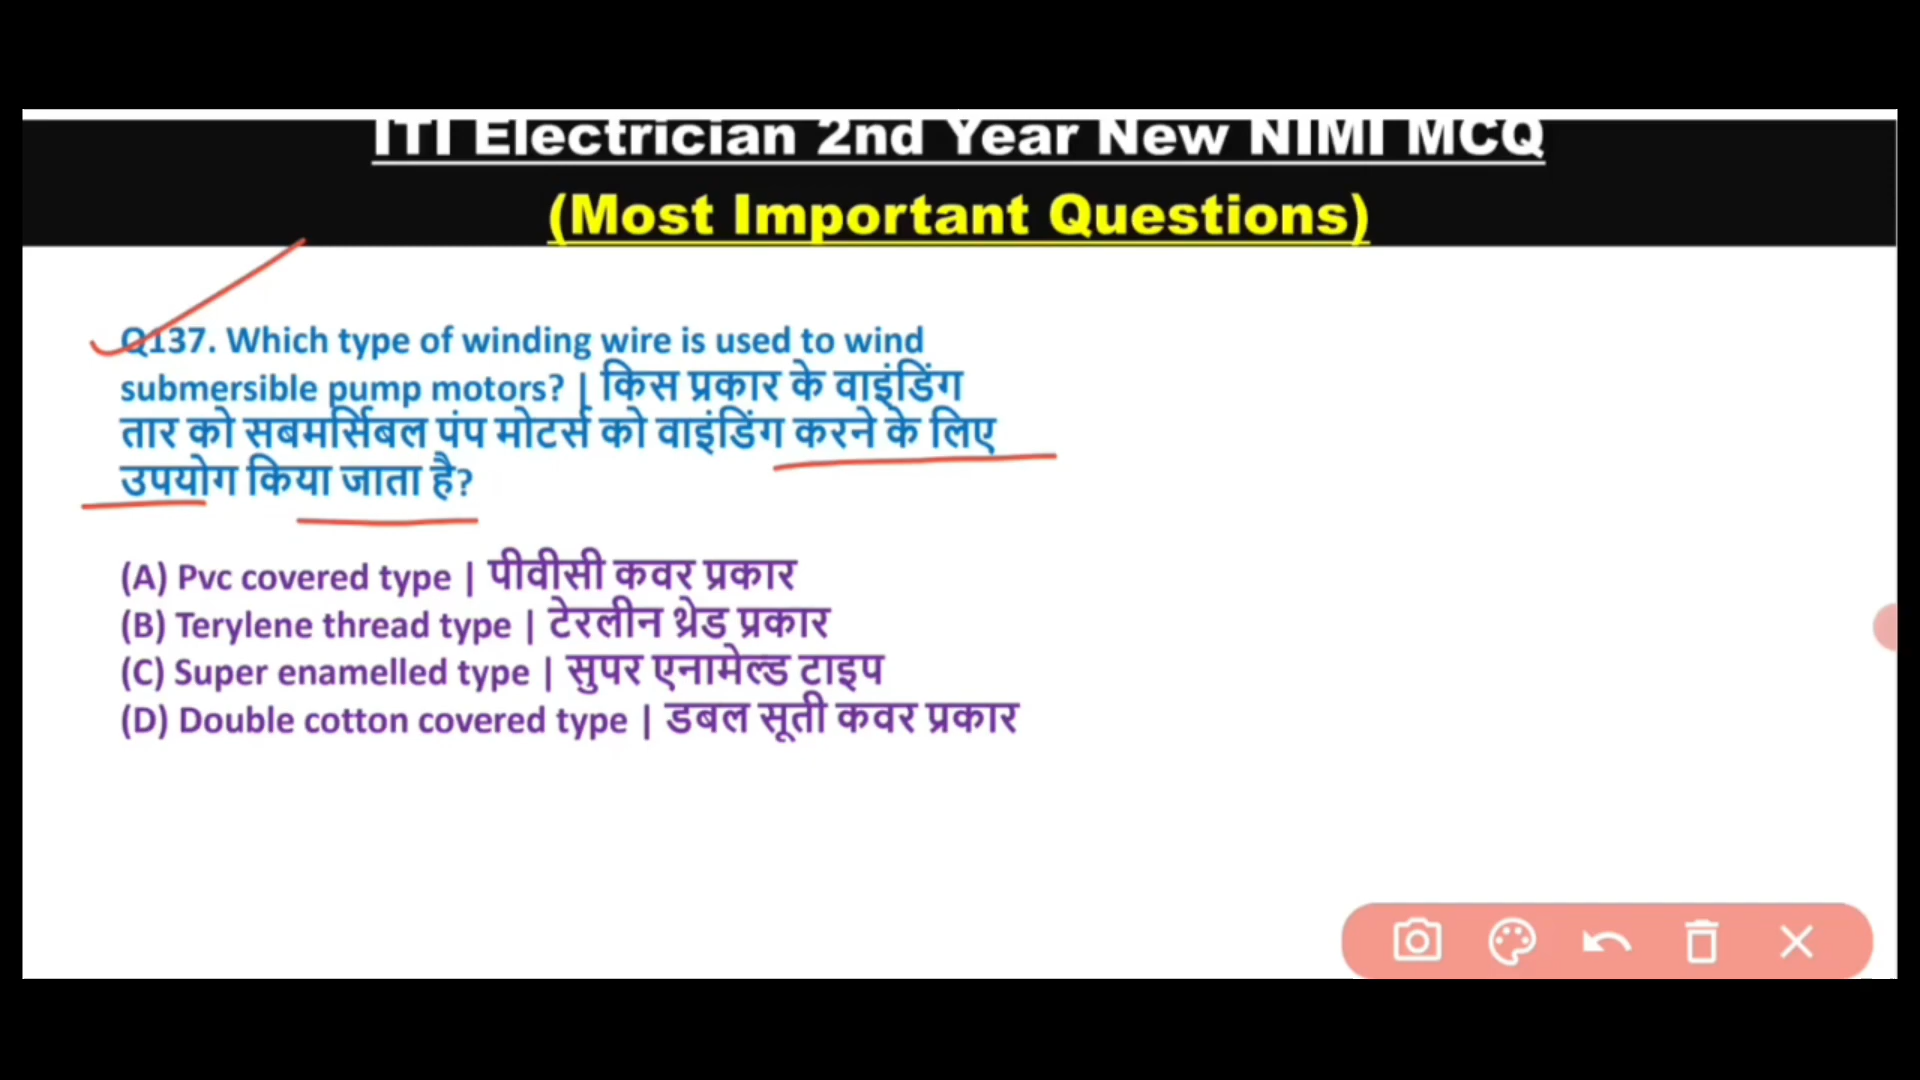 ITI Electrician 2nd Year New NIMI MCQ
(Most Important Questions)
Q137. Which type of winding wire is used to wind
submersible pump motors? | किस प्रकार के वाइंडिंग
तार को सबमर्सिबल पंप मोटर्स को वाइंडिंग करने के लिए
उपयोग किया जाता है?
(A) Pvc covered type | पीवीसी कवर प्रकार
(B) Terylene thread type | टेरलीन थ्रेड प्रकार
(C) Super enamelled type | सुपर एनामेल्ड टाइप
(D) Double cotton covered type | डबल सूती कवर प्रकार